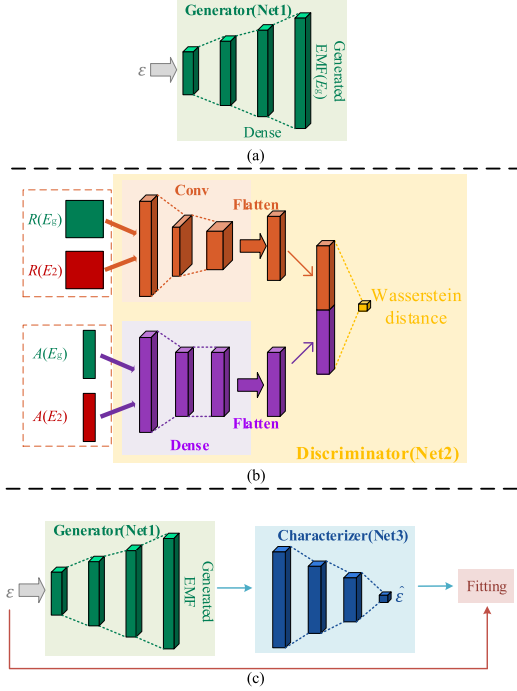 Generator(Net1)
ε
Generated
EMF(Eg)
Dense
(a)
Conv
Flatten
R(Eg)
R(E2)
Wasserstein
distance
A(Eg)
A(E2)
Flatten
Dense
Discriminator(Net2)
(b)
Generator(Net1)
Characterizer(Net3)
ε
Generated
EMF
ε̂
Fitting
(c)